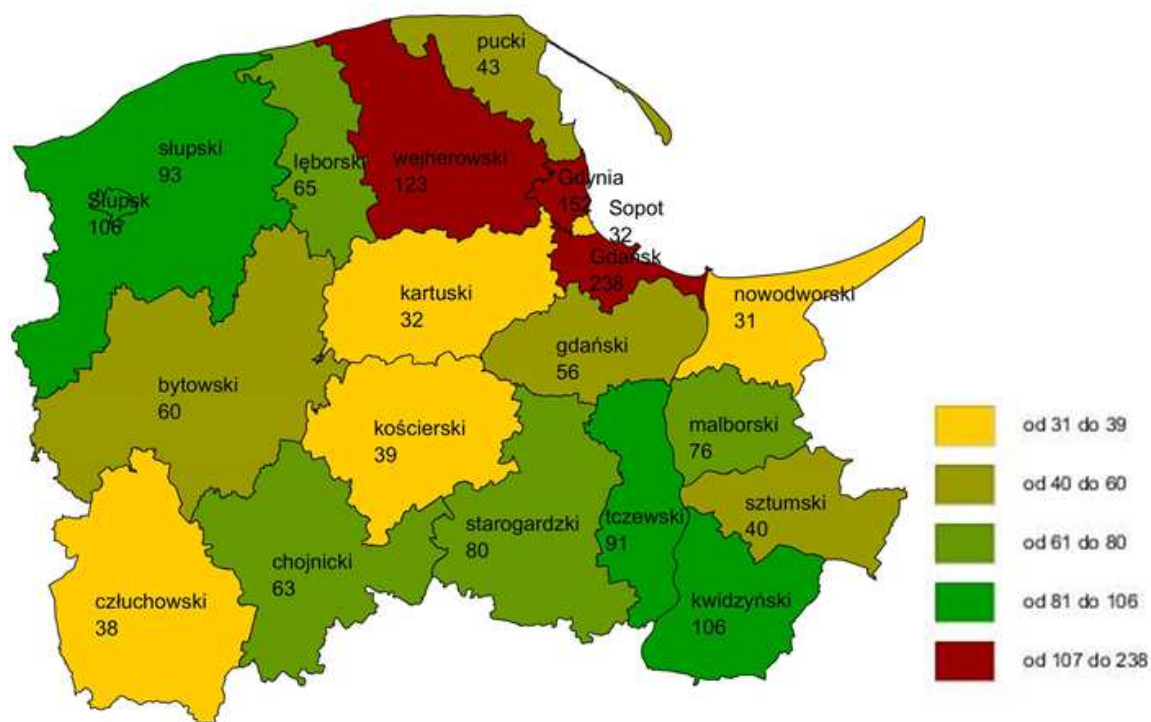 pucki
43
słupski
93
lęborski
65
wejherowski
123
Gdynia
152
Słupsk
106
Sopot
32
Gdańsk
238
kartuski
32
nowodworski
31
gdański
56
bytowski
60
kościerski
39
malborski
76
sztumski
40
starogardzki
80
tczewski
91
chojnicki
63
człuchowski
38
kwidzyński
106
od 31 do 39
od 40 do 60
od 61 do 80
od 81 do 106
od 107 do 238